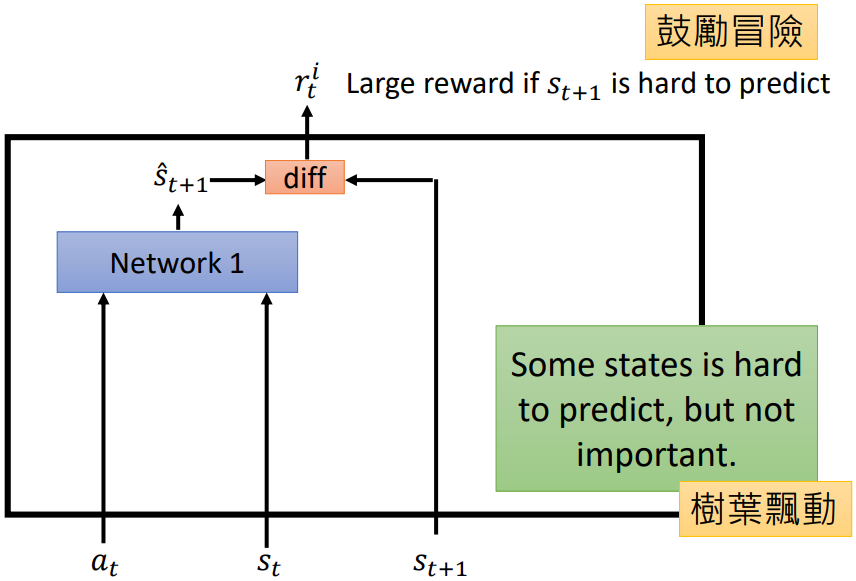 鼓勵冒險
r_t^i Large reward if s_{t+1} is hard to predict
ŝ_{t+1}
diff
Network 1
Some states is hard
to predict, but not
important.
樹葉飄動
a_t
s_t
s_{t+1}